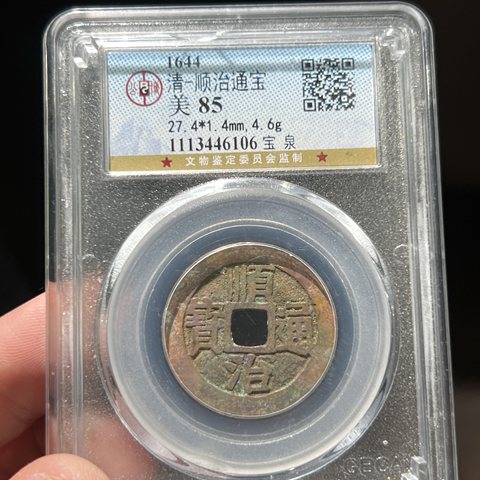 1644
清-顺治通宝
美 85
27.4*1.4mm,4.6g
1113446106 宝 泉
★ 文物鉴定委员会监制 ★
順治通寳